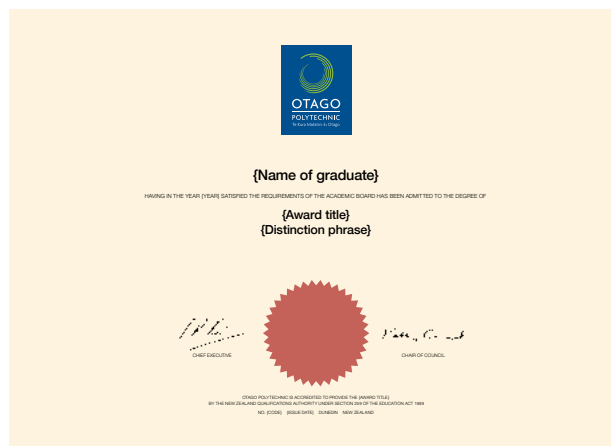 OTAGO
POLYTECHNIC
Te Kura Matatini ki Otago
{Name of graduate}
HAVING IN THE YEAR {YEAR} SATISFIED THE REQUIREMENTS OF THE ACADEMIC BOARD HAS BEEN ADMITTED TO THE DEGREE OF
{Award title}
{Distinction phrase}
CHIEF EXECUTIVE
CHAIR OF COUNCIL
OTAGO POLYTECHNIC IS ACCREDITED TO PROVIDE THE {AWARD TITLE}
BY THE NEW ZEALAND QUALIFICATIONS AUTHORITY UNDER SECTION 259 OF THE EDUCATION ACT 1989
NO. {CODE} {ISSUE DATE} DUNEDIN NEW ZEALAND